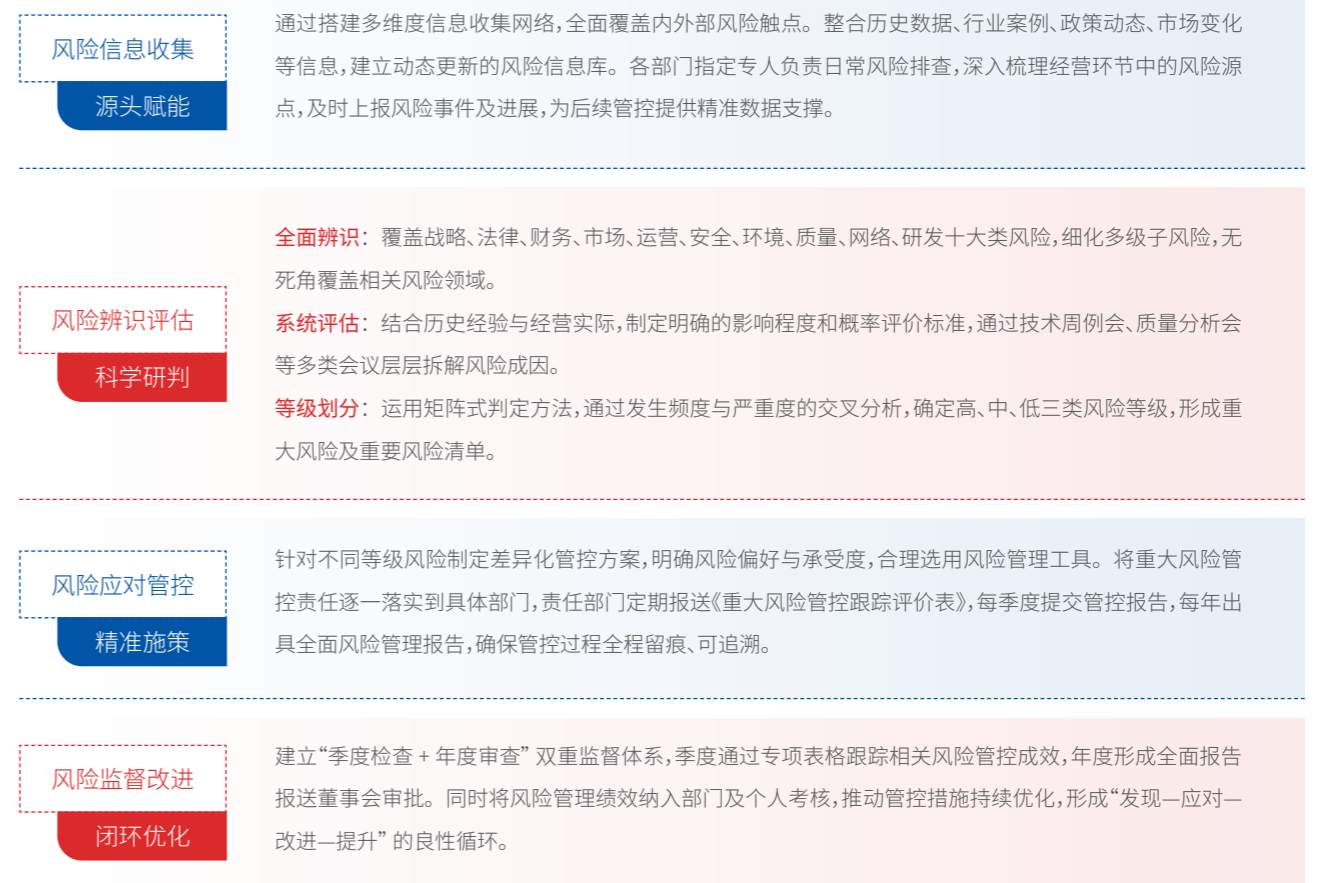 风险信息收集
源头赋能
通过搭建多维度信息收集网络,全面覆盖内外部风险触点。整合历史数据、行业案例、政策动态、市场变化
等信息,建立动态更新的风险信息库。各部门指定专人负责日常风险排查,深入梳理经营环节中的风险源
点,及时上报风险事件及进展,为后续管控提供精准数据支撑。
风险辨识评估
科学研判
全面辨识：覆盖战略、法律、财务、市场、运营、安全、环境、质量、网络、研发十大类风险,细化多级子风险,无
死角覆盖相关风险领域。
系统评估：结合历史经验与经营实际,制定明确的影响程度和概率评价标准,通过技术周例会、质量分析会
等多类会议层层拆解风险成因。
等级划分：运用矩阵式判定方法,通过发生频度与严重度的交叉分析,确定高、中、低三类风险等级,形成重
大风险及重要风险清单。
风险应对管控
精准施策
针对不同等级风险制定差异化管控方案,明确风险偏好与承受度,合理选用风险管理工具。将重大风险管
控责任逐一落实到具体部门,责任部门定期报送《重大风险管控跟踪评价表》,每季度提交管控报告,每年出
具全面风险管理报告,确保管控过程全程留痕、可追溯。
风险监督改进
闭环优化
建立“季度检查 + 年度审查” 双重监督体系,季度通过专项表格跟踪相关风险管控成效,年度形成全面报告
报送董事会审批。同时将风险管理绩效纳入部门及个人考核,推动管控措施持续优化,形成“发现—应对—
改进—提升” 的良性循环。